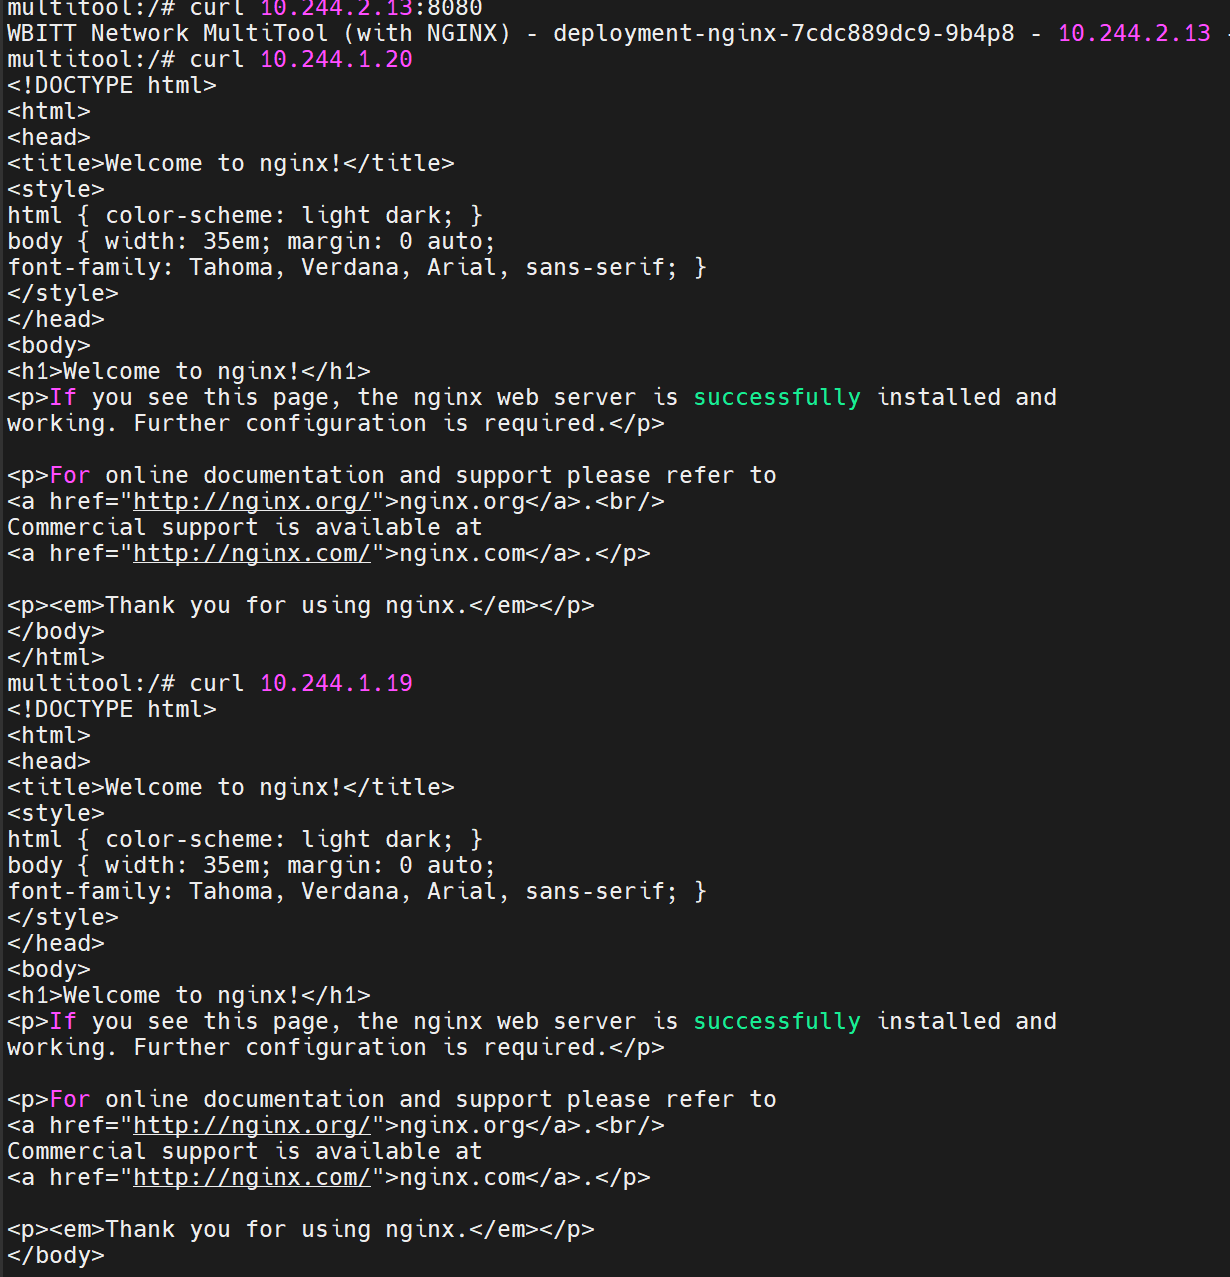 multitool:/# curl 10.244.2.13:8080
WBITT Network MultiTool (with NGINX) - deployment-nginx-7cdc889dc9-9b4p8 - 10.244.2.13 -
multitool:/# curl 10.244.1.20
<!DOCTYPE html>
<html>
<head>
<title>Welcome to nginx!</title>
<style>
html { color-scheme: light dark; }
body { width: 35em; margin: 0 auto;
font-family: Tahoma, Verdana, Arial, sans-serif; }
</style>
</head>
<body>
<h1>Welcome to nginx!</h1>
<p>If you see this page, the nginx web server is successfully installed and
working. Further configuration is required.</p>

<p>For online documentation and support please refer to
<a href="http://nginx.org/">nginx.org</a>.<br/>
Commercial support is available at
<a href="http://nginx.com/">nginx.com</a>.</p>

<p><em>Thank you for using nginx.</em></p>
</body>
</html>
multitool:/# curl 10.244.1.19
<!DOCTYPE html>
<html>
<head>
<title>Welcome to nginx!</title>
<style>
html { color-scheme: light dark; }
body { width: 35em; margin: 0 auto;
font-family: Tahoma, Verdana, Arial, sans-serif; }
</style>
</head>
<body>
<h1>Welcome to nginx!</h1>
<p>If you see this page, the nginx web server is successfully installed and
working. Further configuration is required.</p>

<p>For online documentation and support please refer to
<a href="http://nginx.org/">nginx.org</a>.<br/>
Commercial support is available at
<a href="http://nginx.com/">nginx.com</a>.</p>

<p><em>Thank you for using nginx.</em></p>
</body>